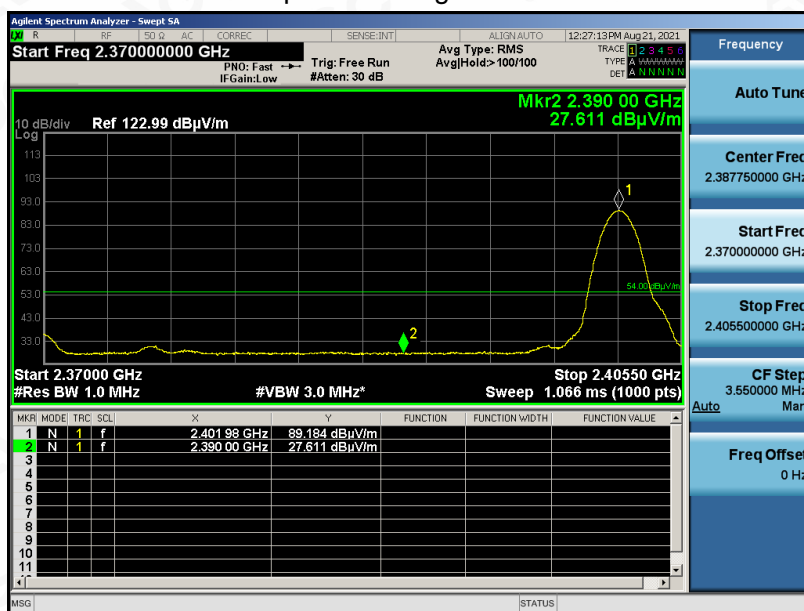 Agilent Spectrum Analyzer - Swept SA
LXI R RF 50 Ω AC CORREC SENSE:INT ALIGN AUTO 12:27:13 PM Aug 21, 2021
Start Freq 2.370000000 GHz
PNO: Fast
IFGain:Low
Trig: Free Run
#Atten: 30 dB
Avg Type: RMS
Avg|Hold:>100/100
TRACE 1 2 3 4 5 6
TYPE A
DET A N N N N N
Mkr2 2.390 00 GHz
27.611 dBµV/m
10 dB/div Ref 122.99 dBµV/m
Log
113
103
93.0
83.0
73.0
63.0
53.0
43.0
33.0
1
54.00 dBµV/m
2
Start 2.37000 GHz Stop 2.40550 GHz
#Res BW 1.0 MHz #VBW 3.0 MHz* Sweep 1.066 ms (1000 pts)
MKR MODE TRC SCL X Y FUNCTION FUNCTION WIDTH FUNCTION VALUE
1 N 1 f 2.401 98 GHz 89.184 dBµV/m
2 N 1 f 2.390 00 GHz 27.611 dBµV/m
3
4
5
6
7
8
9
10
11
MSG STATUS
Frequency
Auto Tune
Center Freq
2.387750000 GHz
Start Freq
2.370000000 GHz
Stop Freq
2.405500000 GHz
CF Step
3.550000 MHz
Auto Man
Freq Offset
0 Hz